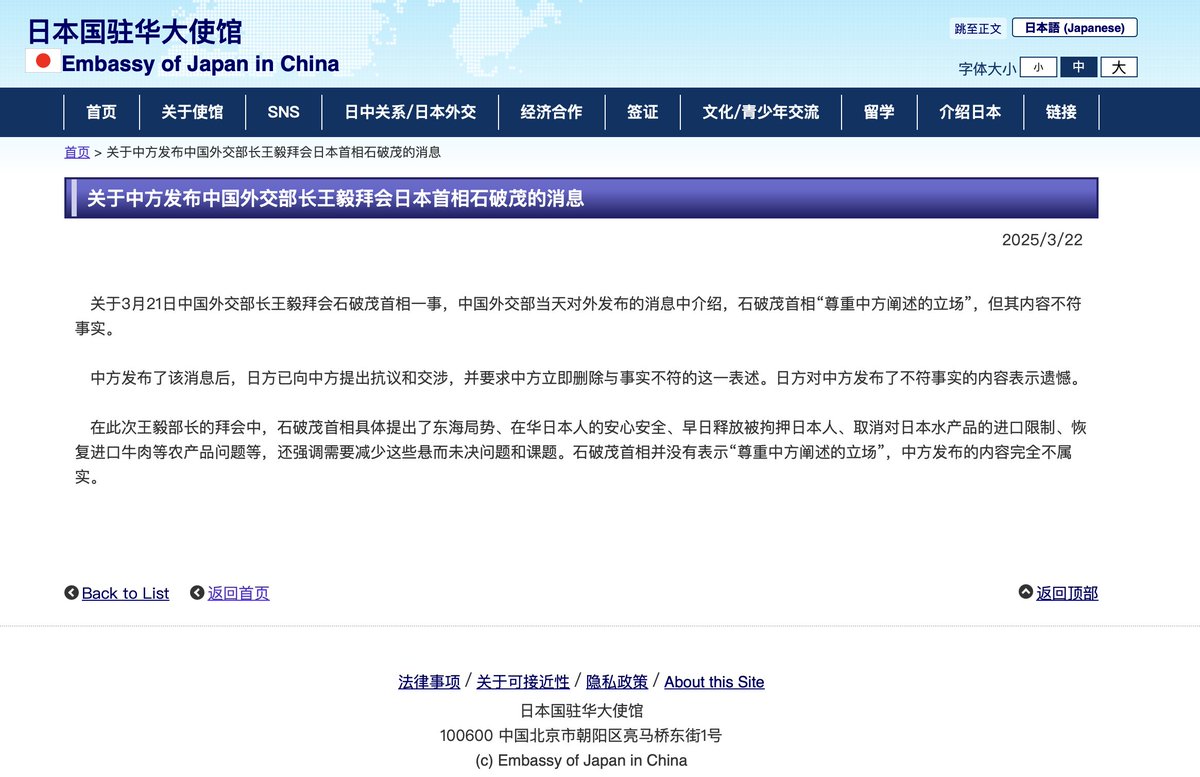 日本国驻华大使馆
Embassy of Japan in China
跳至正文 日本語 (Japanese)
字体大小 小 中 大
首页 关于使馆 SNS 日中关系/日本外交 经济合作 签证 文化/青少年交流 留学 介绍日本 链接
首页 > 关于中方发布中国外交部长王毅拜会日本首相石破茂的消息
关于中方发布中国外交部长王毅拜会日本首相石破茂的消息
2025/3/22
关于3月21日中国外交部长王毅拜会石破茂首相一事，中国外交部当天对外发布的消息中介绍，石破茂首相“尊重中方阐述的立场”，但其内容不符
事实。
中方发布了该消息后，日方已向中方提出抗议和交涉，并要求中方立即删除与事实不符的这一表述。日方对中方发布了不符事实的内容表示遗憾。
在此次王毅部长的拜会中，石破茂首相具体提出了东海局势、在华日本人的安心安全、早日释放被拘押日本人、取消对日本水产品的进口限制、恢
复进口牛肉等农产品问题等，还强调需要减少这些悬而未决问题和课题。石破茂首相并没有表示“尊重中方阐述的立场”，中方发布的内容完全不属
实。
Back to List 返回首页 返回顶部
法律事项 / 关于可接近性 / 隐私政策 / About this Site
日本国驻华大使馆
100600 中国北京市朝阳区亮马桥东街1号
(c) Embassy of Japan in China